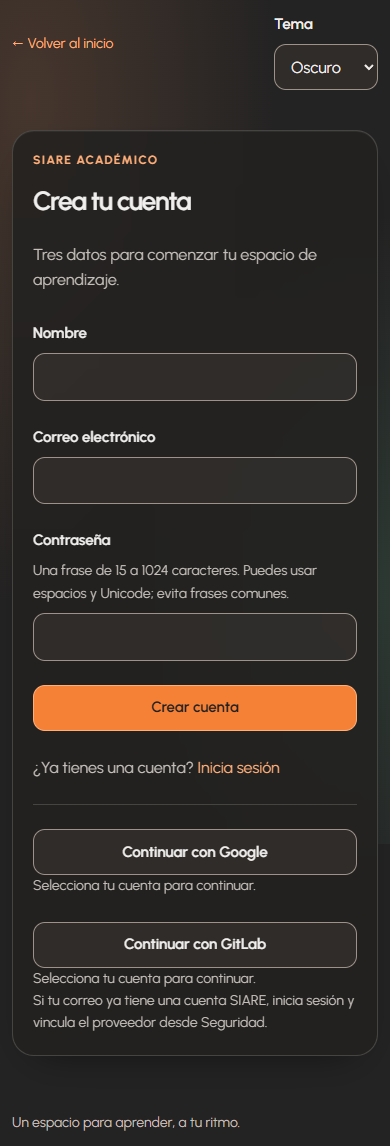 ← Volver al inicio
Tema
Oscuro
SIARE ACADÉMICO
Crea tu cuenta
Tres datos para comenzar tu espacio de
aprendizaje.
Nombre
Correo electrónico
Contraseña
Una frase de 15 a 1024 caracteres. Puedes usar
espacios y Unicode; evita frases comunes.
Crear cuenta
¿Ya tienes una cuenta? Inicia sesión
Continuar con Google
Selecciona tu cuenta para continuar.
Continuar con GitLab
Selecciona tu cuenta para continuar.
Si tu correo ya tiene una cuenta SIARE, inicia sesión y
vincula el proveedor desde Seguridad.
Un espacio para aprender, a tu ritmo.